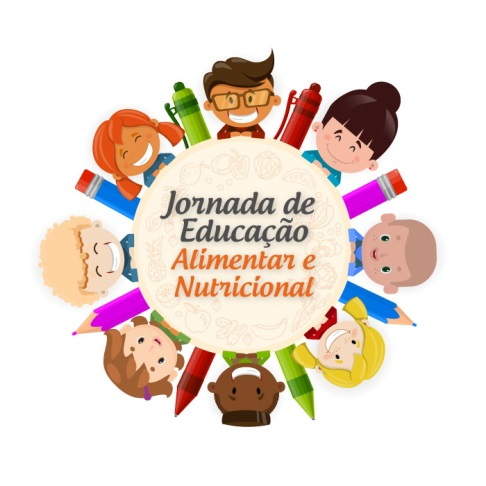 Jornada de
Educação
Alimentar e
Nutricional